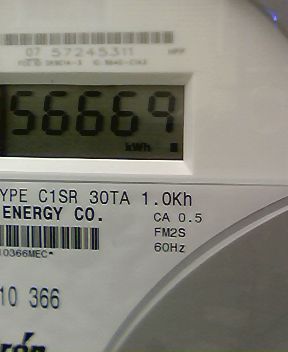 07 57245311
56669
kWh
YPE C1SR 30TA 1.0Kh
ENERGY CO.
CA 0.5
FM2S
60Hz
10366MEC*
10 366
rón